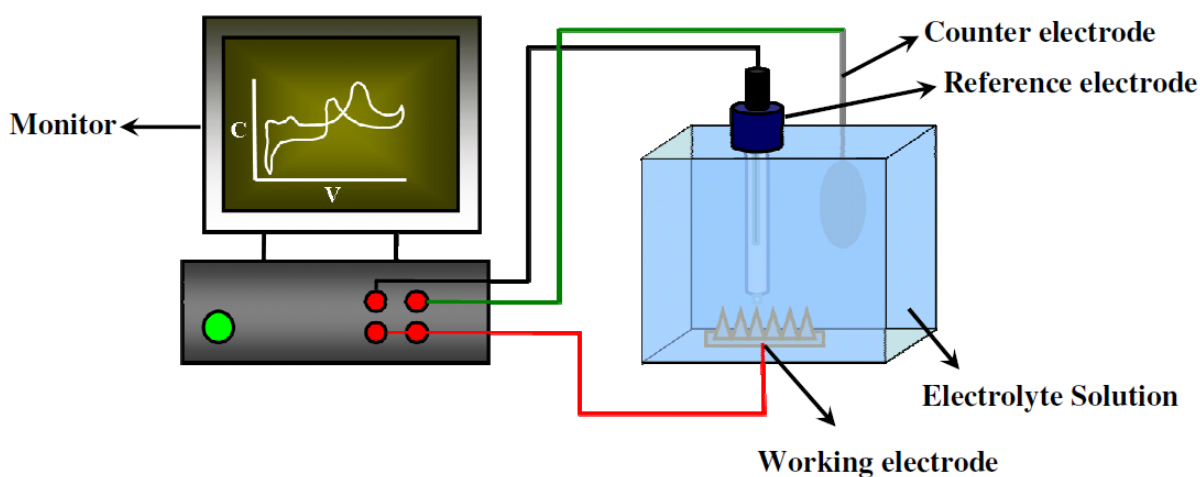 Counter electrode
Reference electrode
Monitor
C
V
Electrolyte Solution
Working electrode